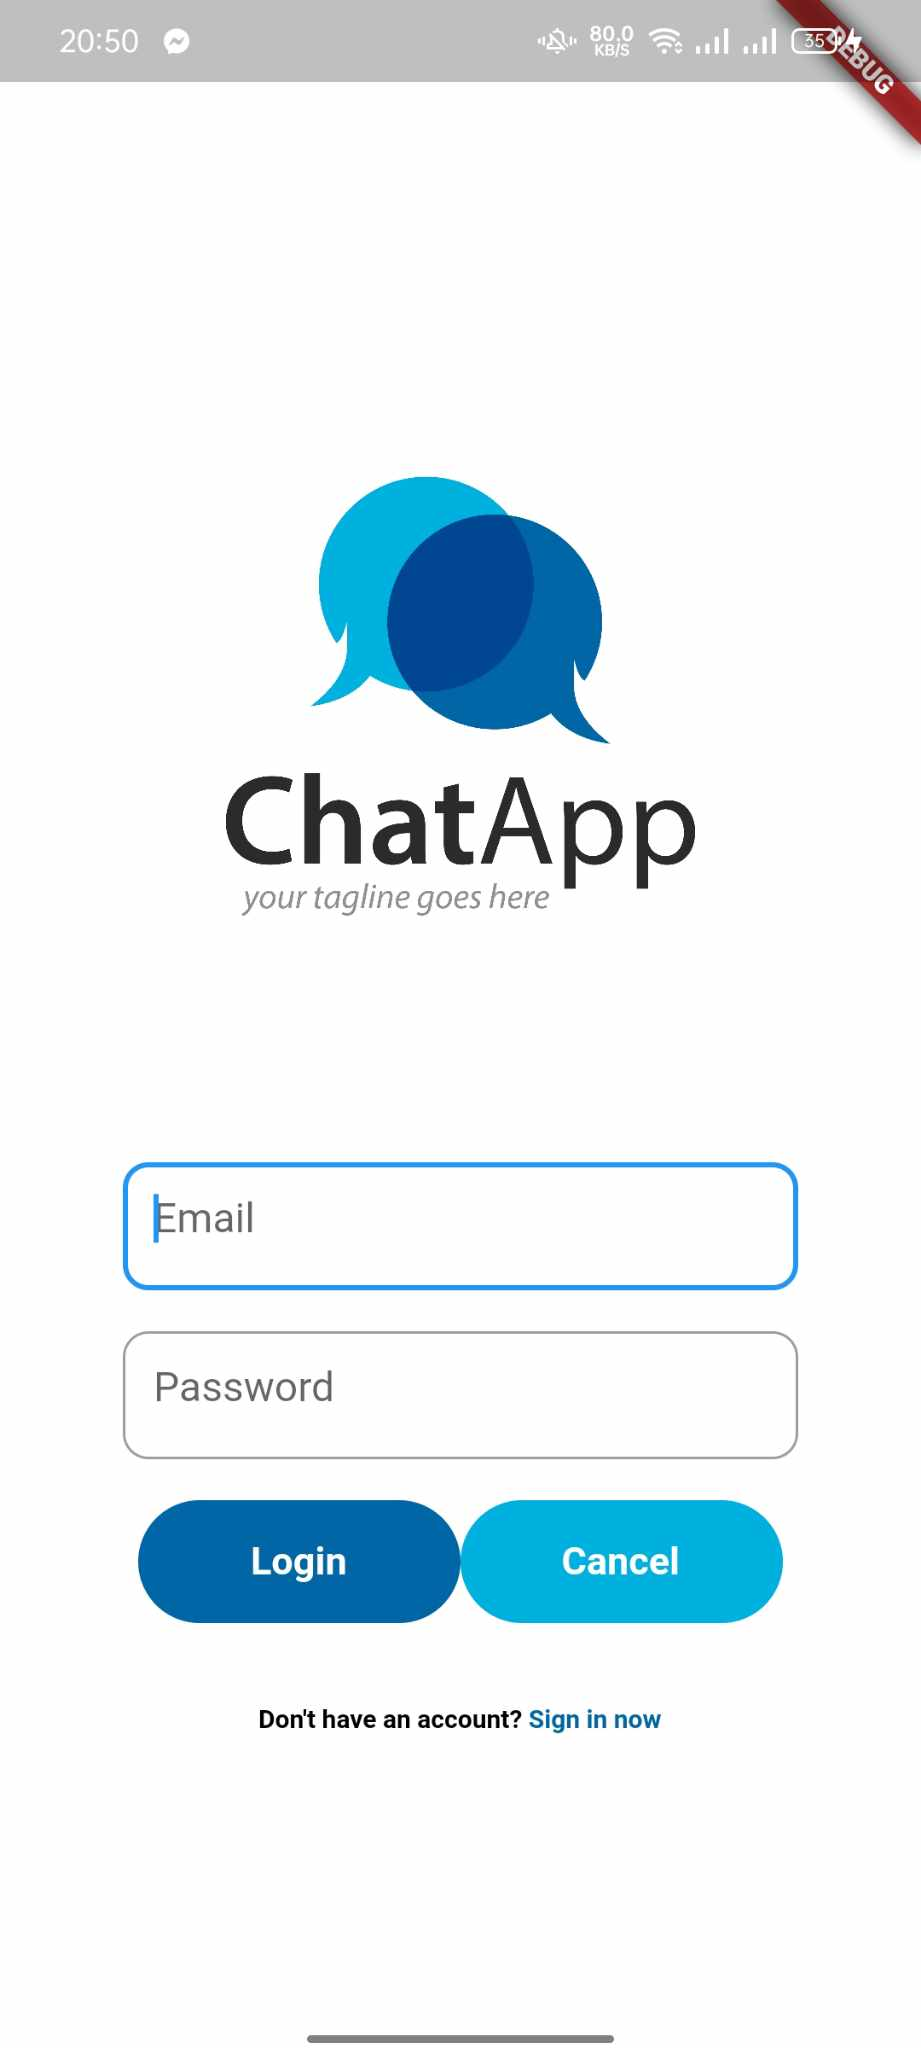 20:50
80.0
KB/S
35
DEBUG
ChatApp
your tagline goes here
Email
Password
Login
Cancel
Don't have an account? Sign in now